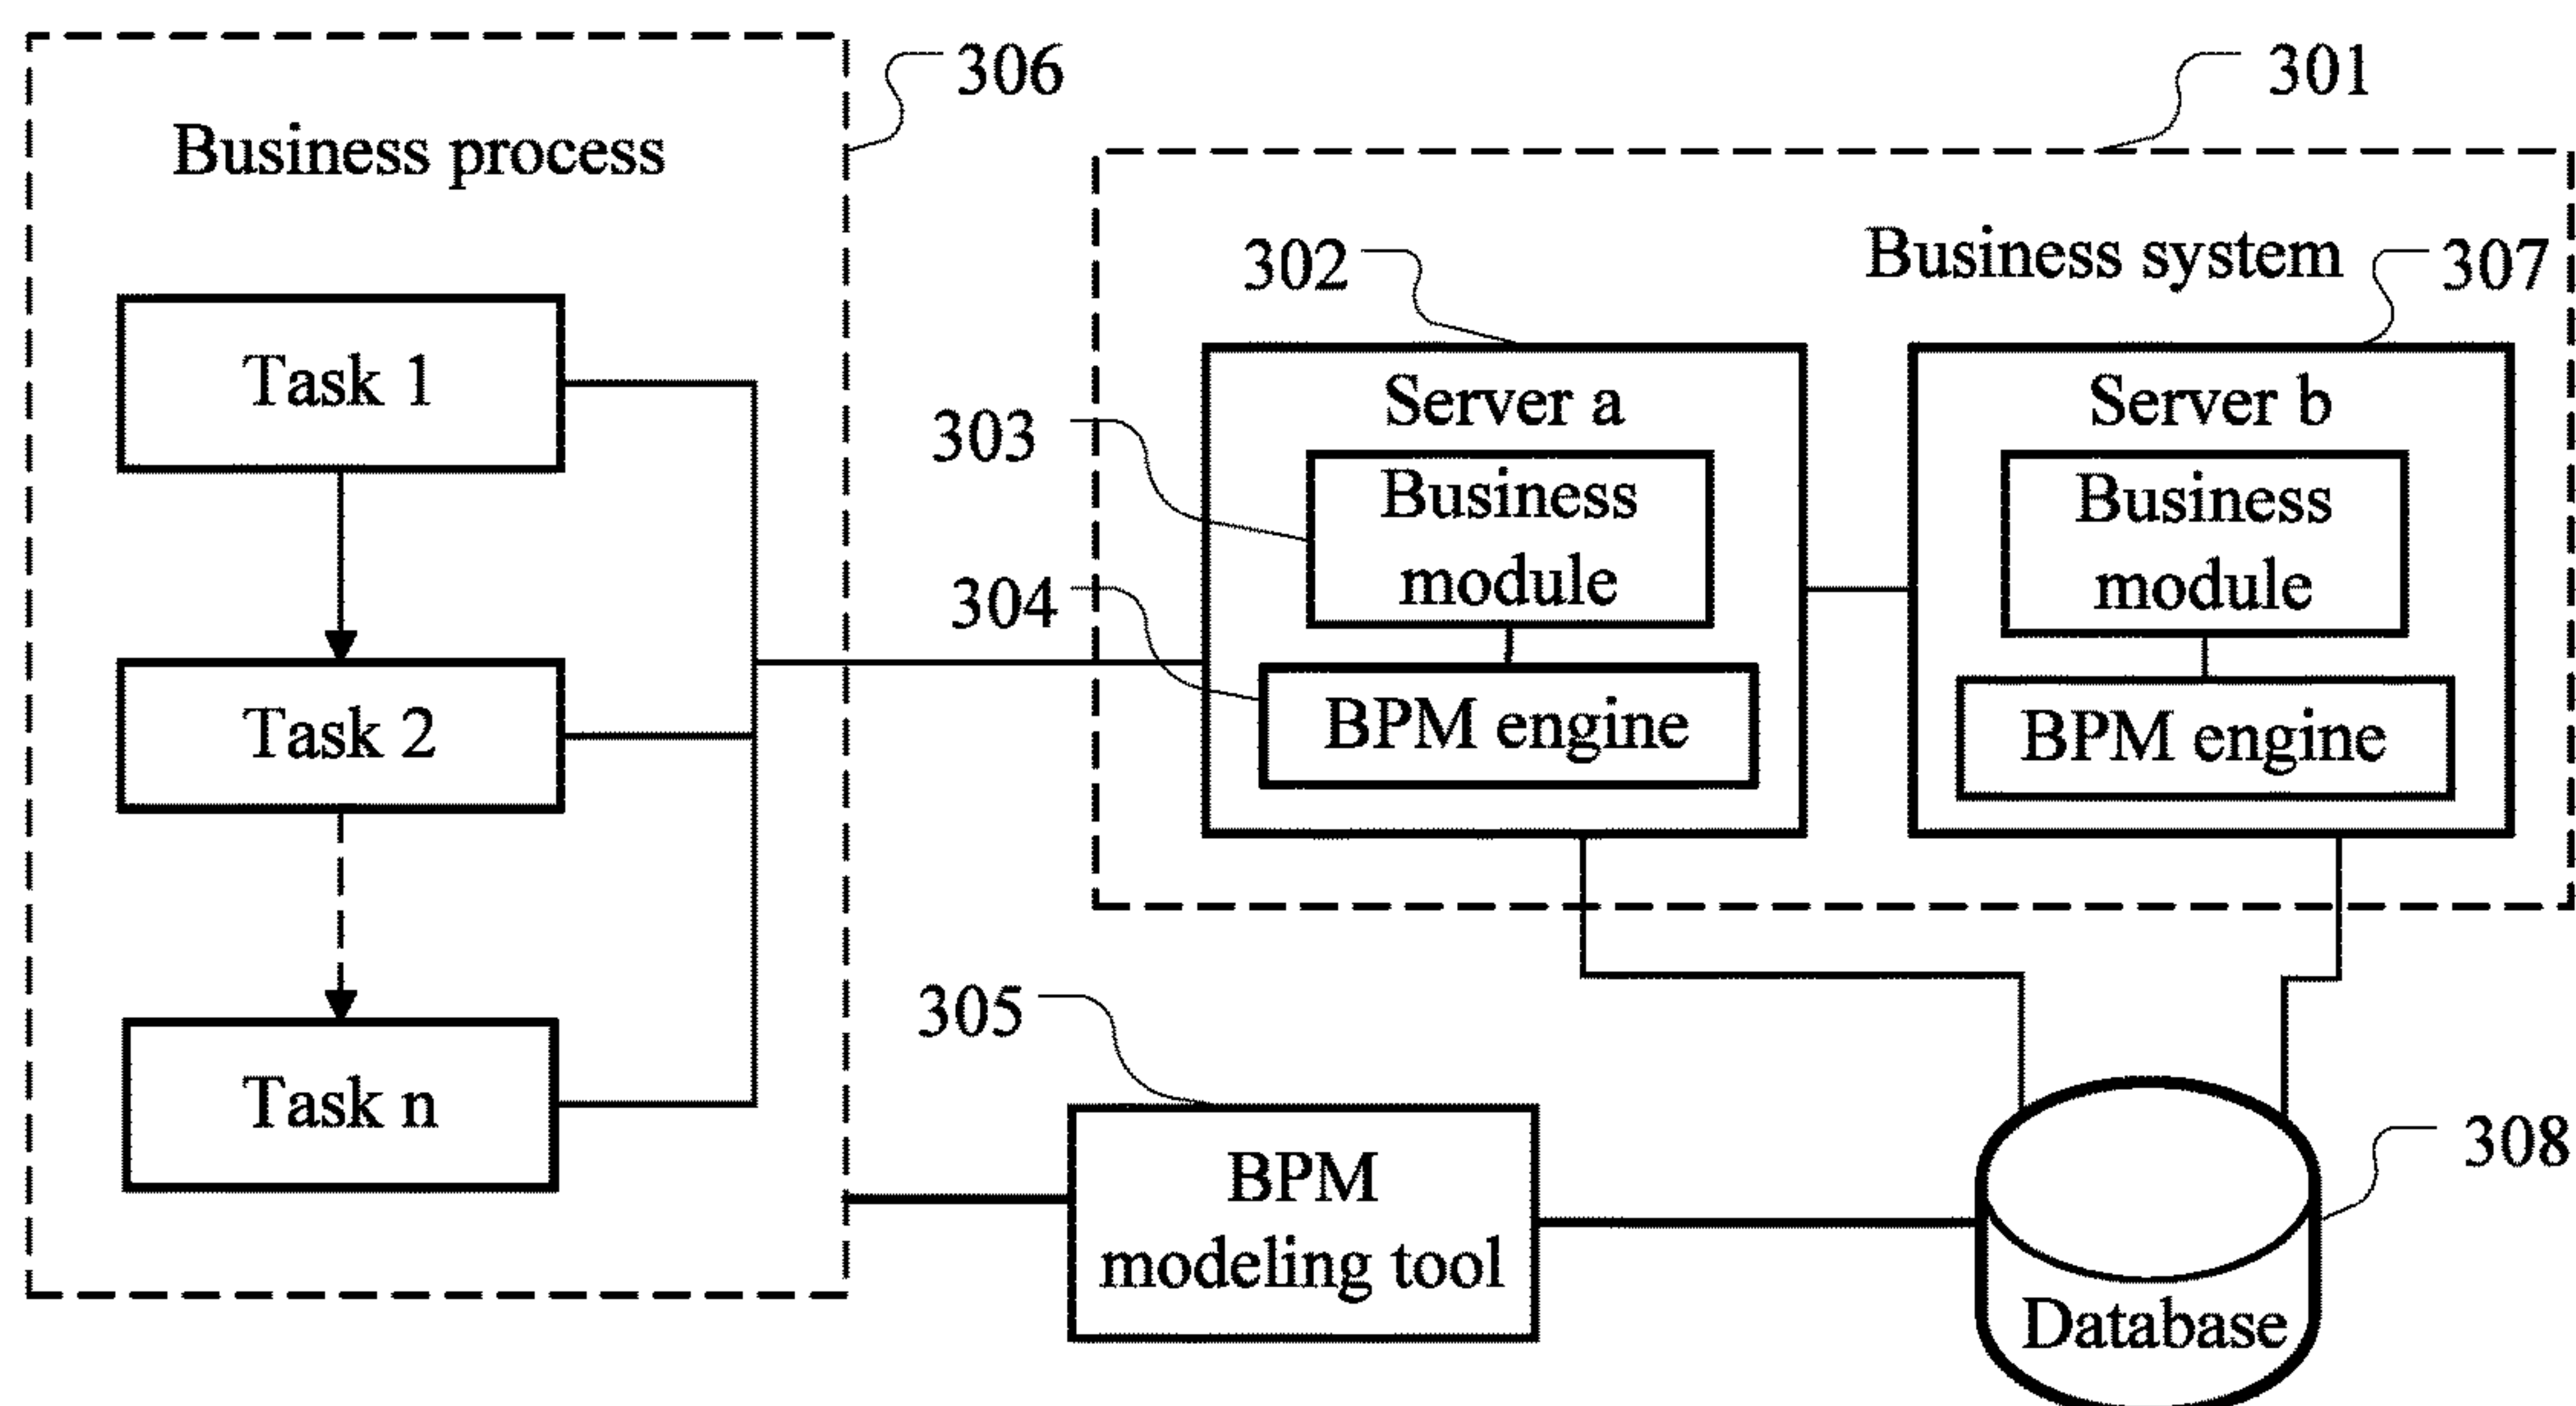 306
301
Business process
Business system
302
307
Task 1
Server a
Server b
303
Business
module
Business
module
304
BPM engine
BPM engine
Task 2
305
Task n
BPM
modeling tool
308
Database